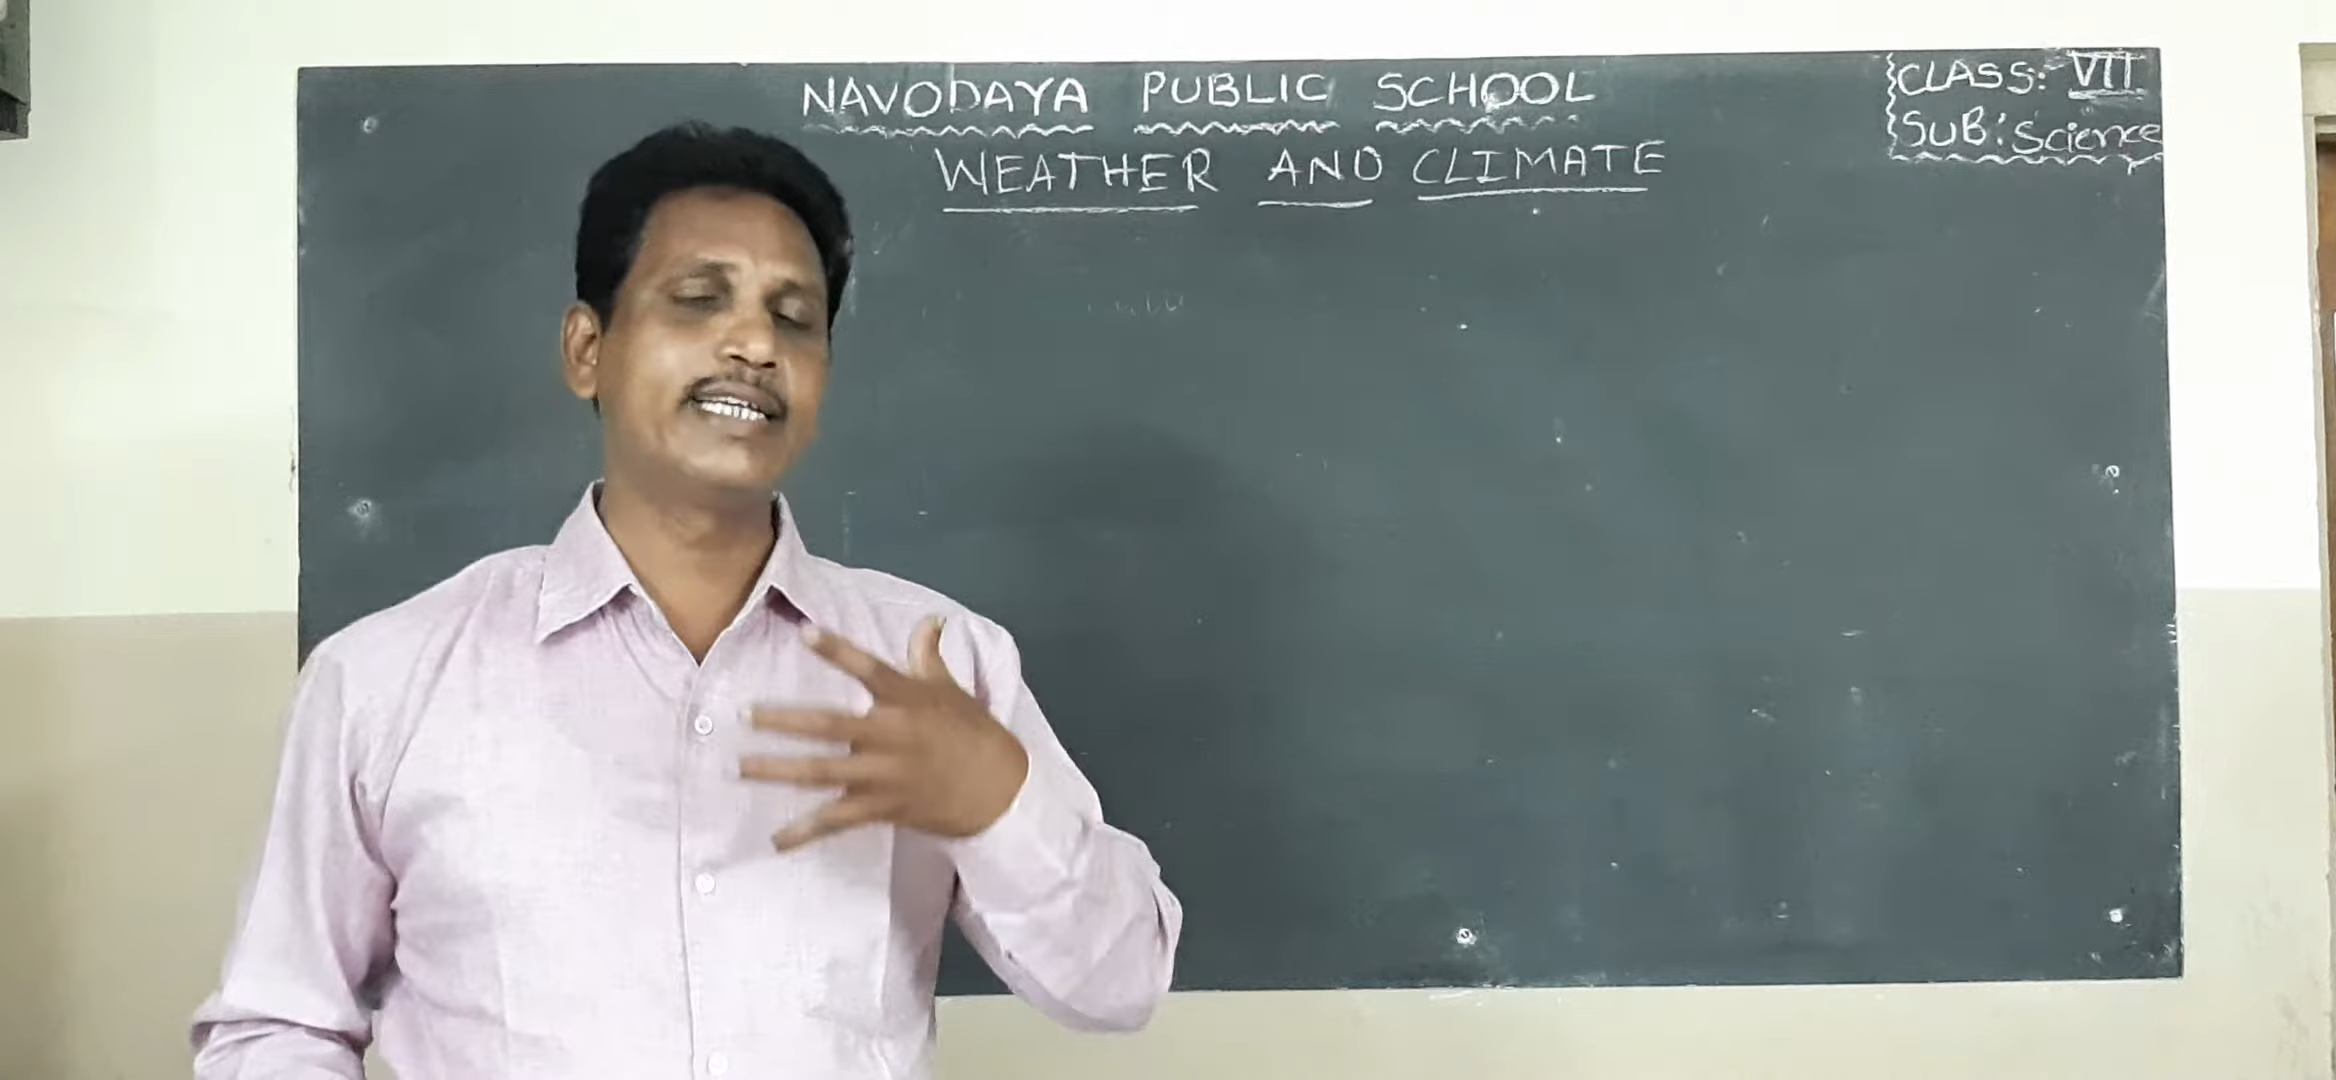 NAVODAYA PUBLIC SCHOOL
WEATHER AND CLIMATE
CLASS: VII
SUB: Science